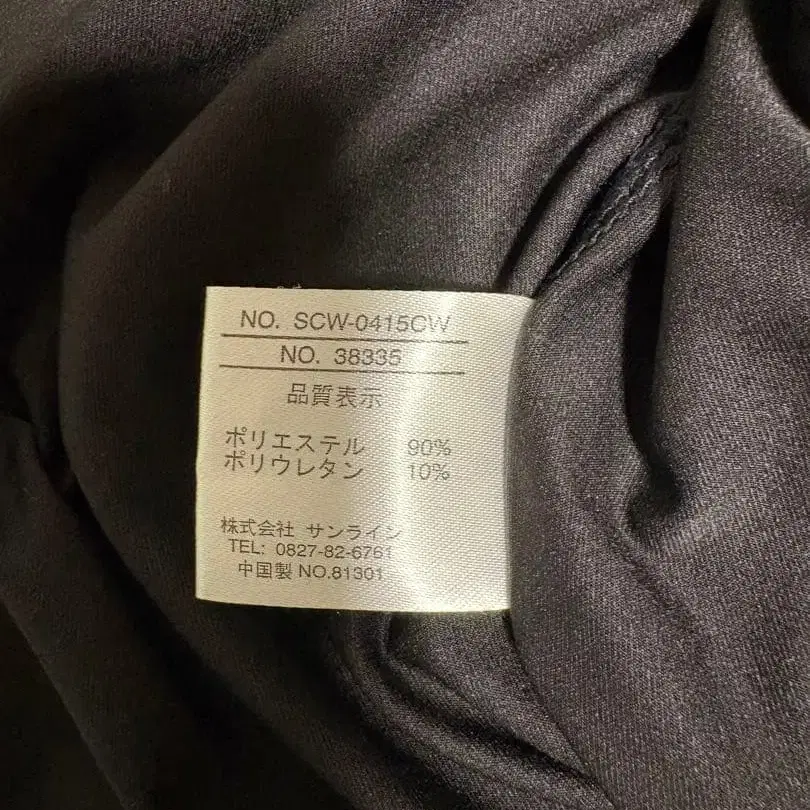 NO. SCW-0415CW
NO. 38335
品質表示
ポリエステル 90%
ポリウレタン 10%
株式会社 サンライン
TEL: 0827-82-6761
中国製 NO.81301